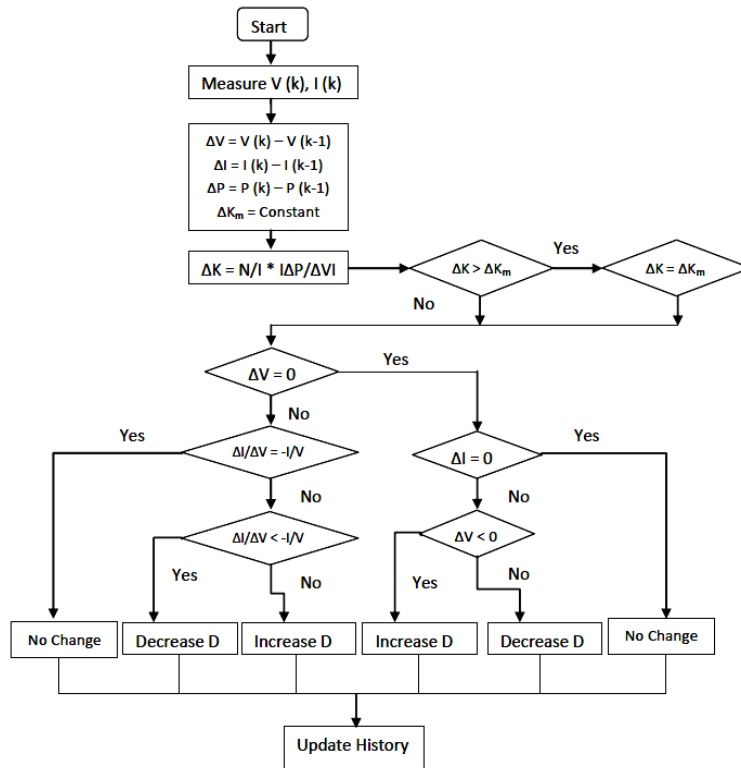 Start
Measure V (k), I (k)
ΔV = V (k) – V (k-1)
ΔI = I (k) – I (k-1)
ΔP = P (k) – P (k-1)
ΔKm = Constant
Yes
ΔK = N/I * IΔP/ΔVI
ΔK > ΔKm
ΔK = ΔKm
No
Yes
ΔV = 0
No
Yes
ΔI/ΔV = -I/V
ΔI = 0
Yes
No
No
ΔI/ΔV < -I/V
ΔV < 0
Yes
No
Yes
No
No Change
Decrease D
Increase D
Increase D
Decrease D
No Change
Update History